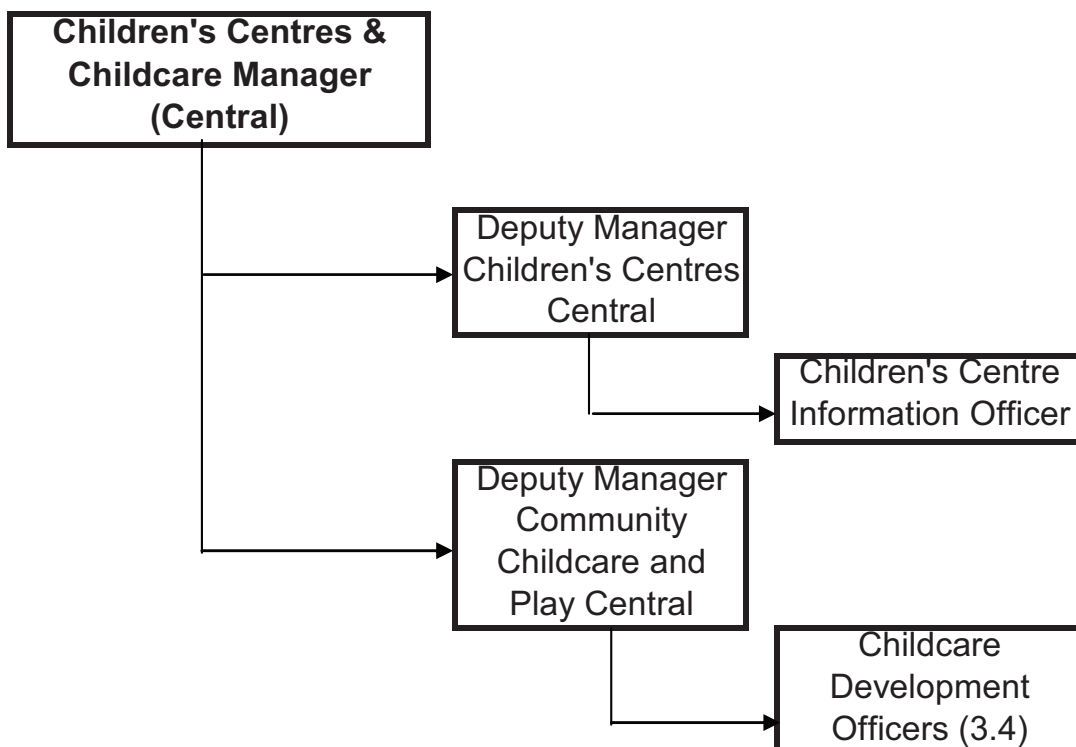 Children's Centres &
Childcare Manager
(Central)
Deputy Manager
Children's Centres
Central
Children's Centre
Information Officer
Deputy Manager
Community
Childcare and
Play Central
Childcare
Development
Officers (3.4)